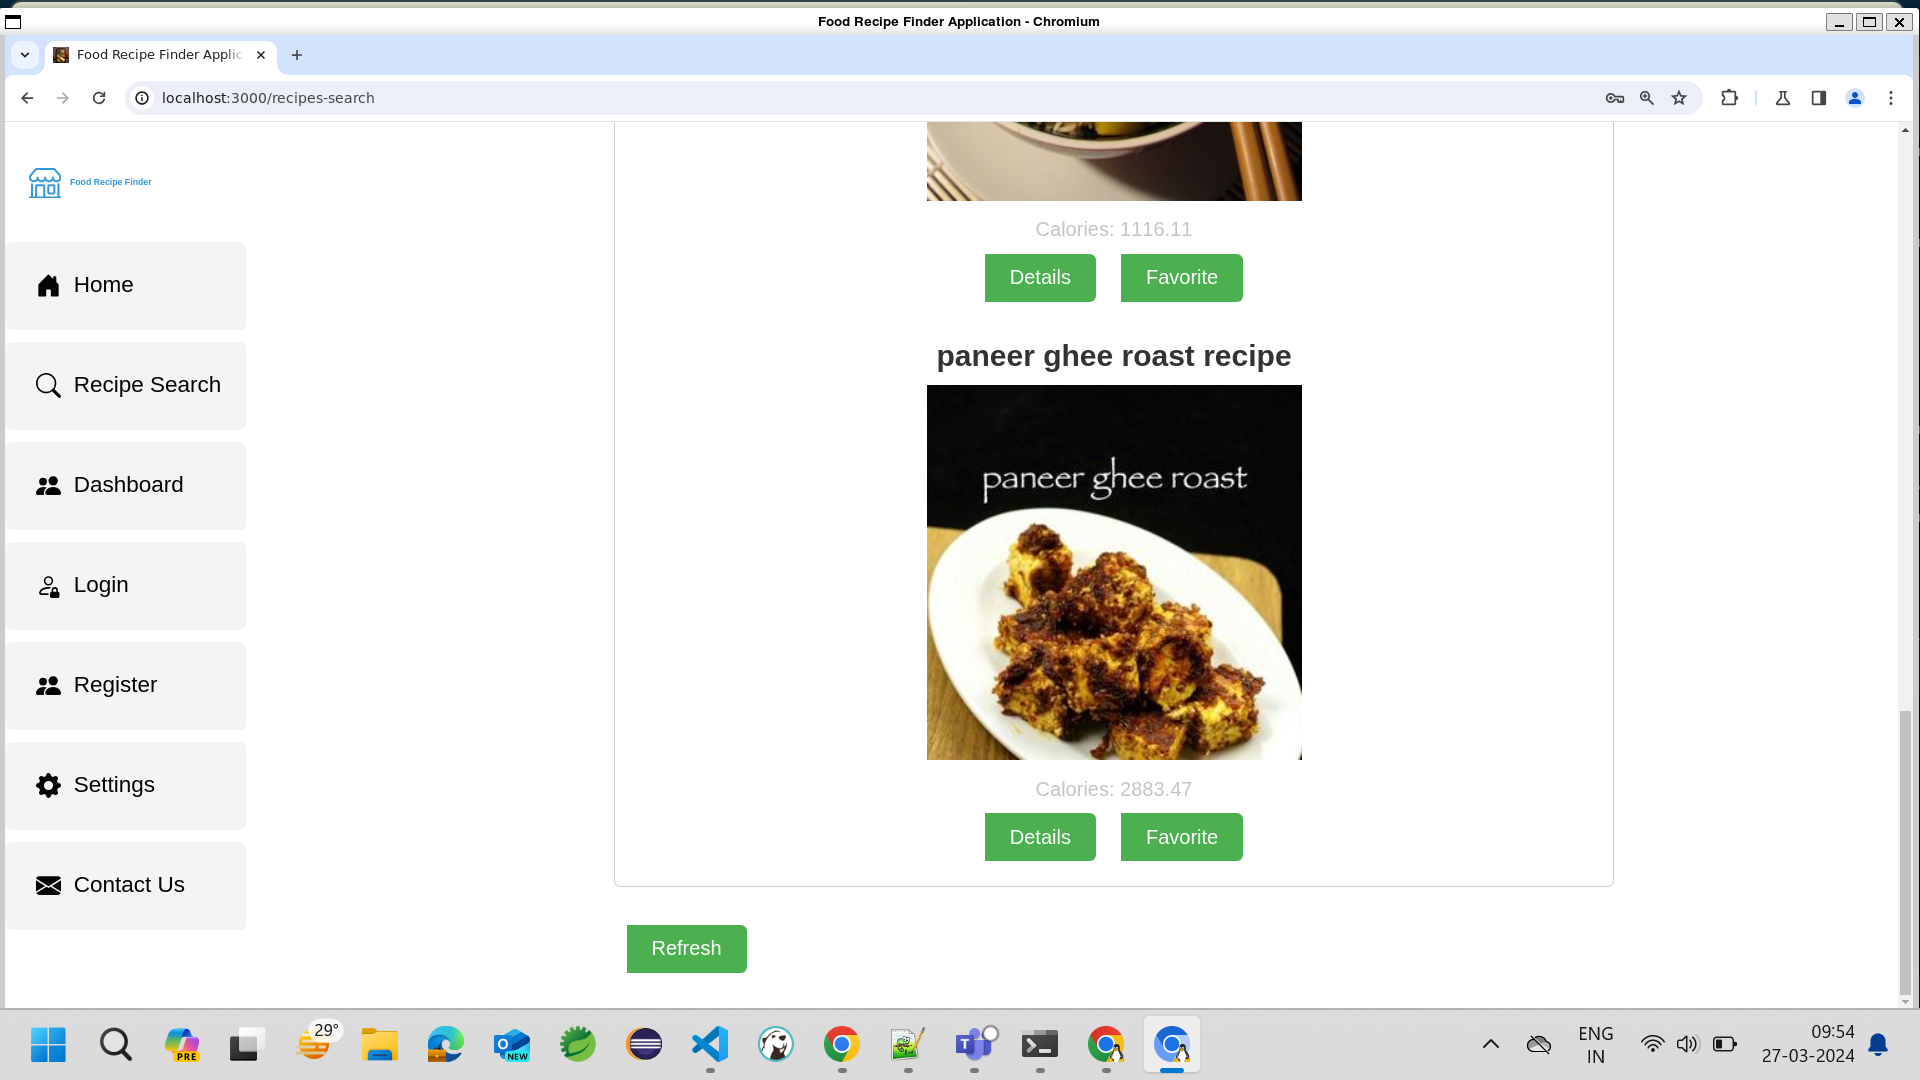 Food Recipe Finder Application - Chromium
Food Recipe Finder Applic
localhost:3000/recipes-search
Food Recipe Finder
Home
Recipe Search
Dashboard
Login
Register
Settings
Contact Us
Calories: 1116.11
Details Favorite
paneer ghee roast recipe
paneer ghee roast
Calories: 2883.47
Details Favorite
Refresh
29°
PRE
NEW
ENG
IN
09:54
27-03-2024